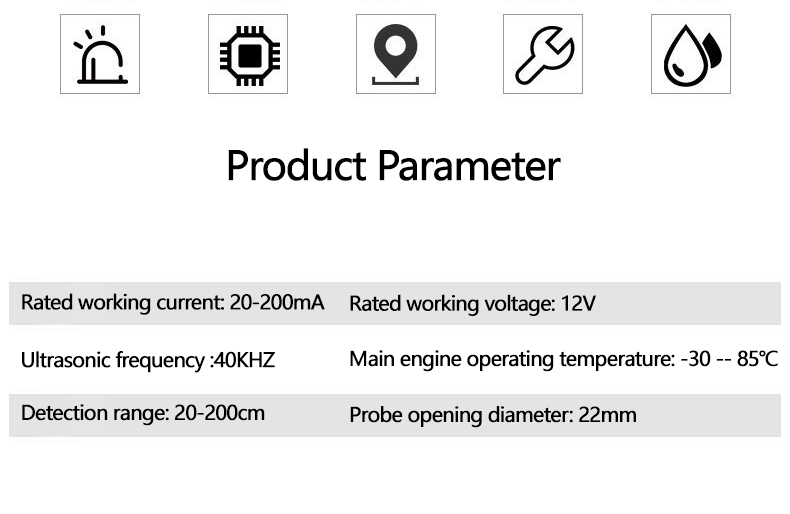 Product Parameter
Rated working current: 20-200mA
Rated working voltage: 12V
Ultrasonic frequency :40KHZ
Main engine operating temperature: -30 -- 85℃
Detection range: 20-200cm
Probe opening diameter: 22mm